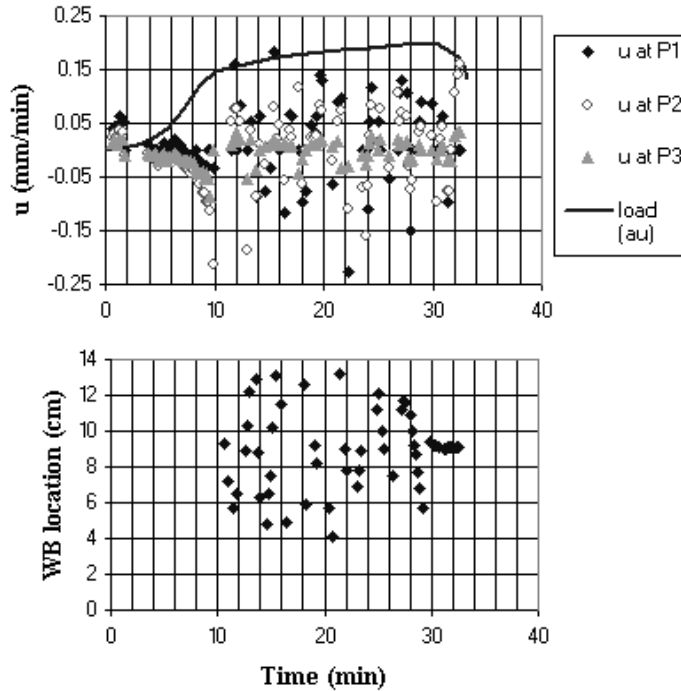 0.25
0.15
0.05
-0.05
-0.15
-0.25
u (mm/min)
0 10 20 30 40
u at P1
u at P2
u at P3
load
(au)
14
12
10
8
6
4
2
0
WB location (cm)
0 10 20 30 40
Time (min)